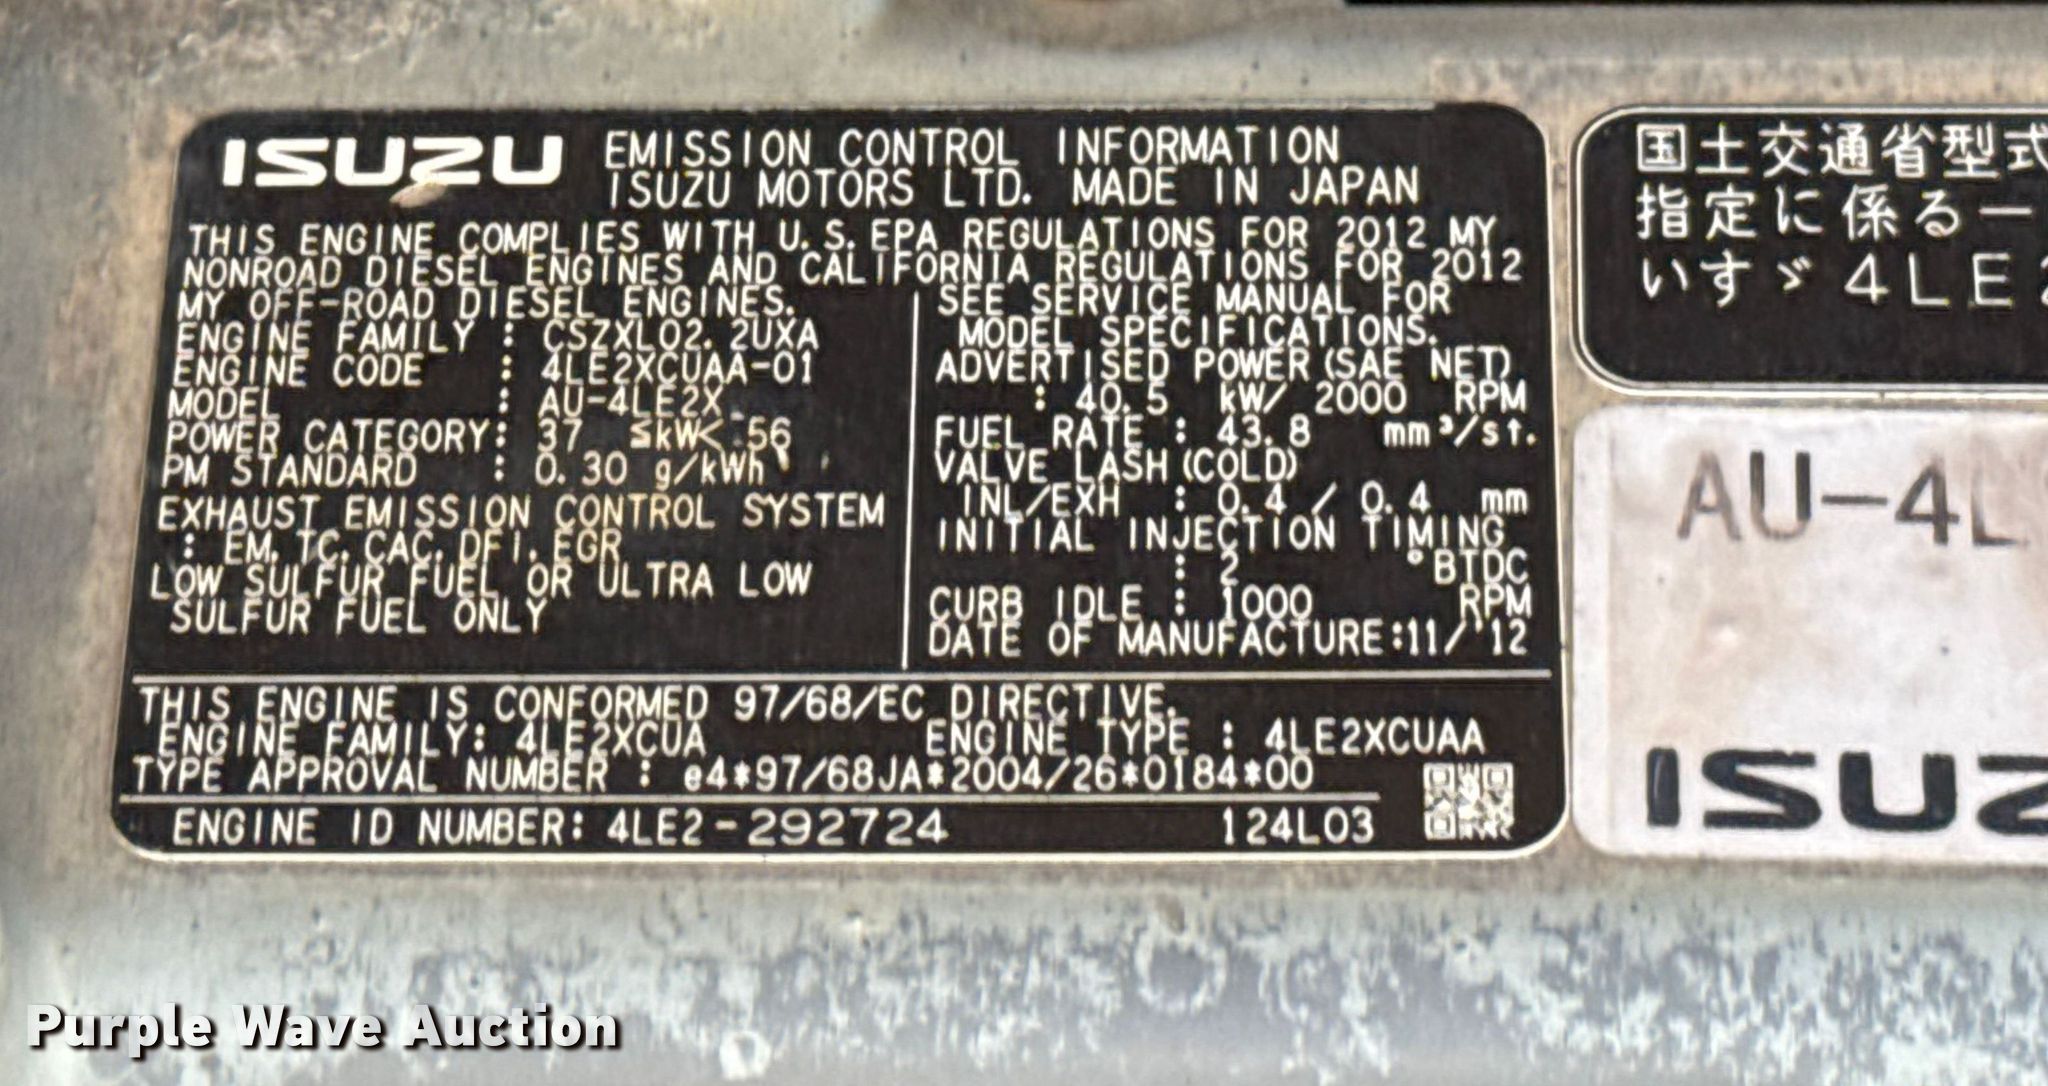 ISUZU EMISSION CONTROL INFORMATION
ISUZU MOTORS LTD. MADE IN JAPAN
THIS ENGINE COMPLIES WITH U.S.EPA REGULATIONS FOR 2012 MY
NONROAD DIESEL ENGINES AND CALIFORNIA REGULATIONS FOR 2012
MY OFF-ROAD DIESEL ENGINES.
ENGINE FAMILY : CSZXL02.2UXA
ENGINE CODE : 4LE2XCUAA-01
MODEL : AU-4LE2X
POWER CATEGORY: 37 ≤kW< 56
PM STANDARD : 0.30 g/kWh
EXHAUST EMISSION CONTROL SYSTEM
: EM,TC,CAC,DFI,EGR
LOW SULFUR FUEL OR ULTRA LOW
SULFUR FUEL ONLY
SEE SERVICE MANUAL FOR
MODEL SPECIFICATIONS.
ADVERTISED POWER (SAE NET)
: 40.5 kW/ 2000 RPM
FUEL RATE : 43.8 mm³/st.
VALVE LASH (COLD)
INL/EXH : 0.4 / 0.4 mm
INITIAL INJECTION TIMING
: 2 °BTDC
CURB IDLE : 1000 RPM
DATE OF MANUFACTURE:11/'12
THIS ENGINE IS CONFORMED 97/68/EC DIRECTIVE.
ENGINE FAMILY: 4LE2XCUA ENGINE TYPE : 4LE2XCUAA
TYPE APPROVAL NUMBER : e4*97/68JA*2004/26*0184*00
ENGINE ID NUMBER: 4LE2-292724 124L03
国土交通省型式
指定に係る一
いすゞ4LE
AU-4L
ISUZ
Purple Wave Auction